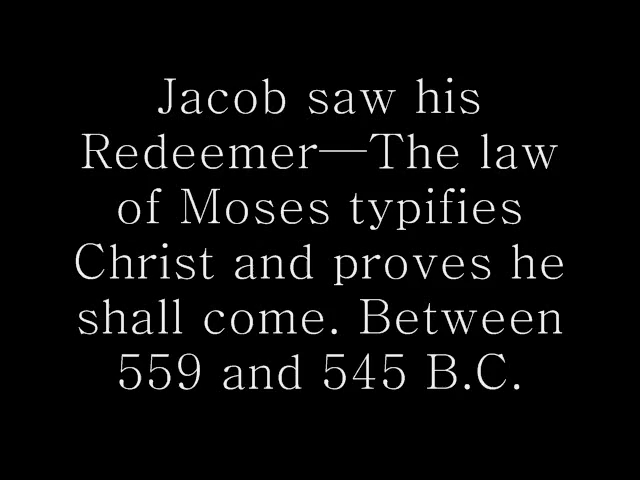 Jacob saw his
Redeemer—The law
of Moses typifies
Christ and proves he
shall come. Between
559 and 545 B.C.